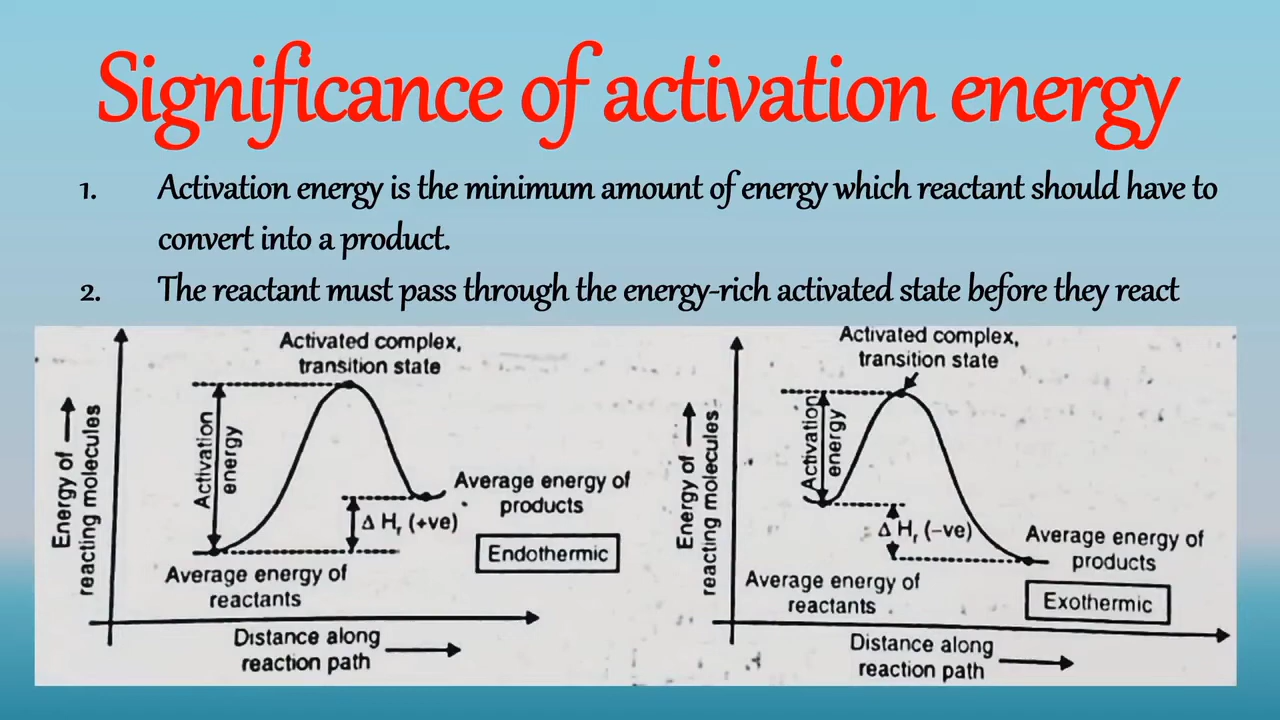 Significance of activation energy
1. Activation energy is the minimum amount of energy which reactant should have to
convert into a product.
2. The reactant must pass through the energy-rich activated state before they react
Activated complex,
transition state
Energy of
reacting molecules
Activation
energy
Δ Hr (+ve)
Average energy of
products
Endothermic
Average energy of
reactants
Distance along
reaction path
Activated complex,
transition state
Energy of
reacting molecules
Activation
energy
Δ Hr (−ve)
Average energy of
products
Average energy of
reactants
Exothermic
Distance along
reaction path